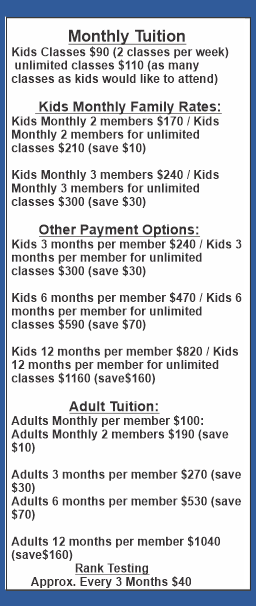 Monthly Tuition
Kids Classes $90 (2 classes per week)
unlimited classes $110 (as many
classes as kids would like to attend)
Kids Monthly Family Rates:
Kids Monthly 2 members $170 / Kids
Monthly 2 members for unlimited
classes $210 (save $10)
Kids Monthly 3 members $240 / Kids
Monthly 3 members for unlimited
classes $300 (save $30)
Other Payment Options:
Kids 3 months per member $240 / Kids 3
months per member for unlimited
classes $300 (save $30)
Kids 6 months per member $470 / Kids 6
months per member for unlimited
classes $590 (save $70)
Kids 12 months per member $820 / Kids
12 months per member for unlimited
classes $1160 (save$160)
Adult Tuition:
Adults Monthly per member $100:
Adults Monthly 2 members $190 (save
$10)
Adults 3 months per member $270 (save
$30)
Adults 6 months per member $530 (save
$70)
Adults 12 months per member $1040
(save$160)
Rank Testing
Approx. Every 3 Months $40